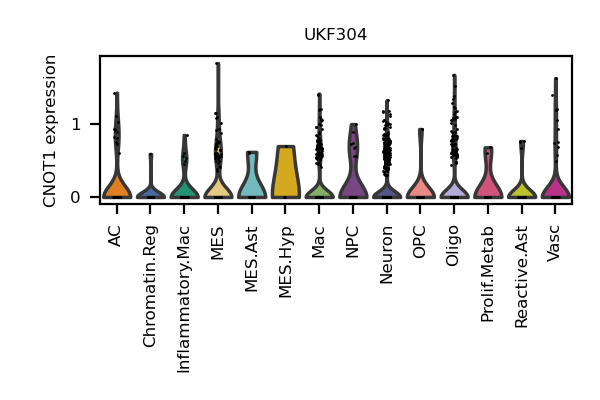 UKF304
CNOT1 expression
1
0
AC
Chromatin.Reg
Inflammatory.Mac
MES
MES.Ast
MES.Hyp
Mac
NPC
Neuron
OPC
Oligo
Prolif.Metab
Reactive.Ast
Vasc